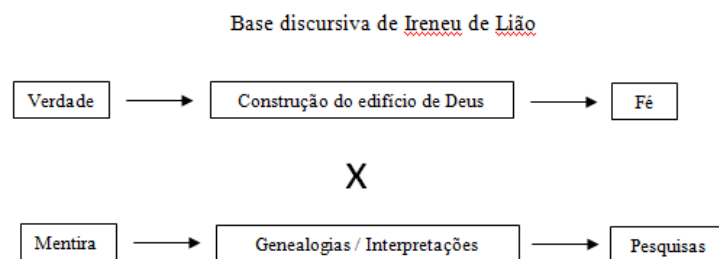 Base discursiva de Ireneu de Lião
Verdade Construção do edifício de Deus Fé
X
Mentira Genealogias / Interpretações Pesquisas